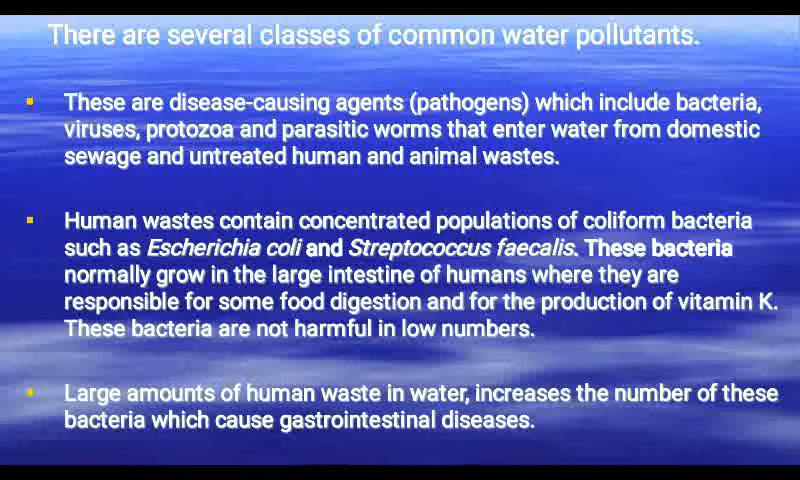 There are several classes of common water pollutants.
These are disease-causing agents (pathogens) which include bacteria,
viruses, protozoa and parasitic worms that enter water from domestic
sewage and untreated human and animal wastes.
Human wastes contain concentrated populations of coliform bacteria
such as Escherichia coli and Streptococcus faecalis. These bacteria
normally grow in the large intestine of humans where they are
responsible for some food digestion and for the production of vitamin K.
These bacteria are not harmful in low numbers.
Large amounts of human waste in water, increases the number of these
bacteria which cause gastrointestinal diseases.